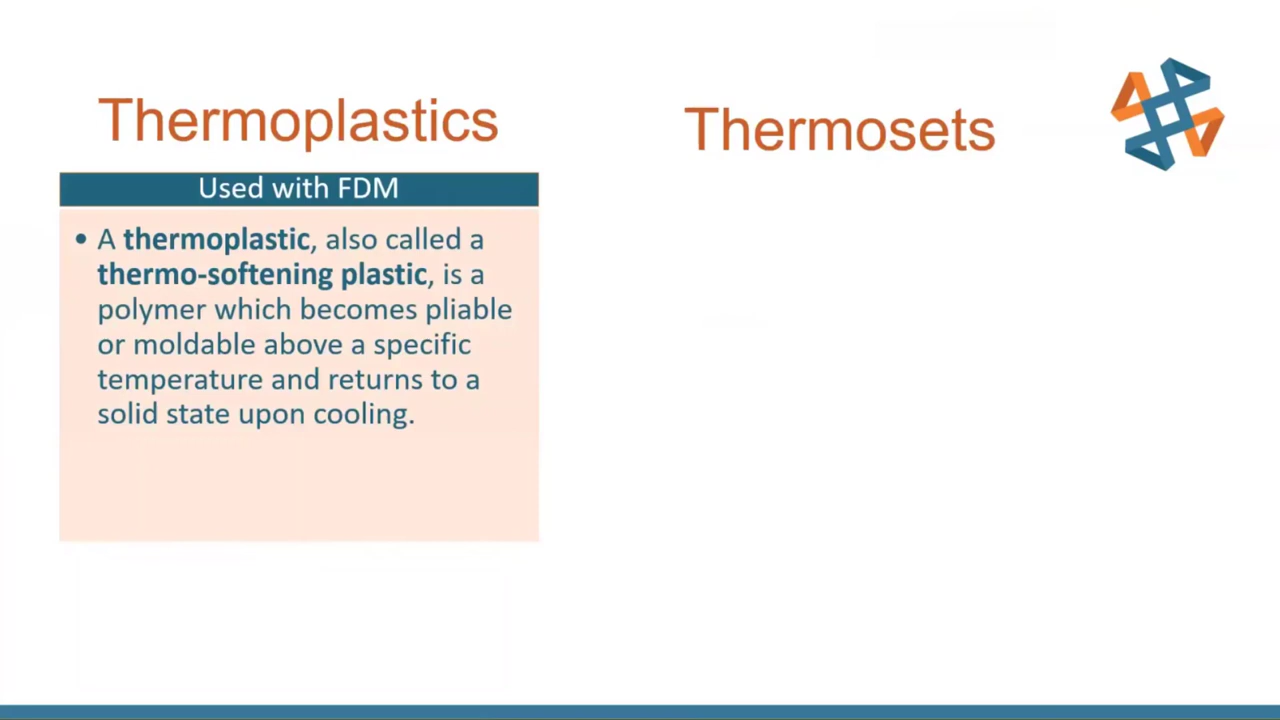 Thermoplastics
Used with FDM
• A thermoplastic, also called a
thermo-softening plastic, is a
polymer which becomes pliable
or moldable above a specific
temperature and returns to a
solid state upon cooling.
Thermosets